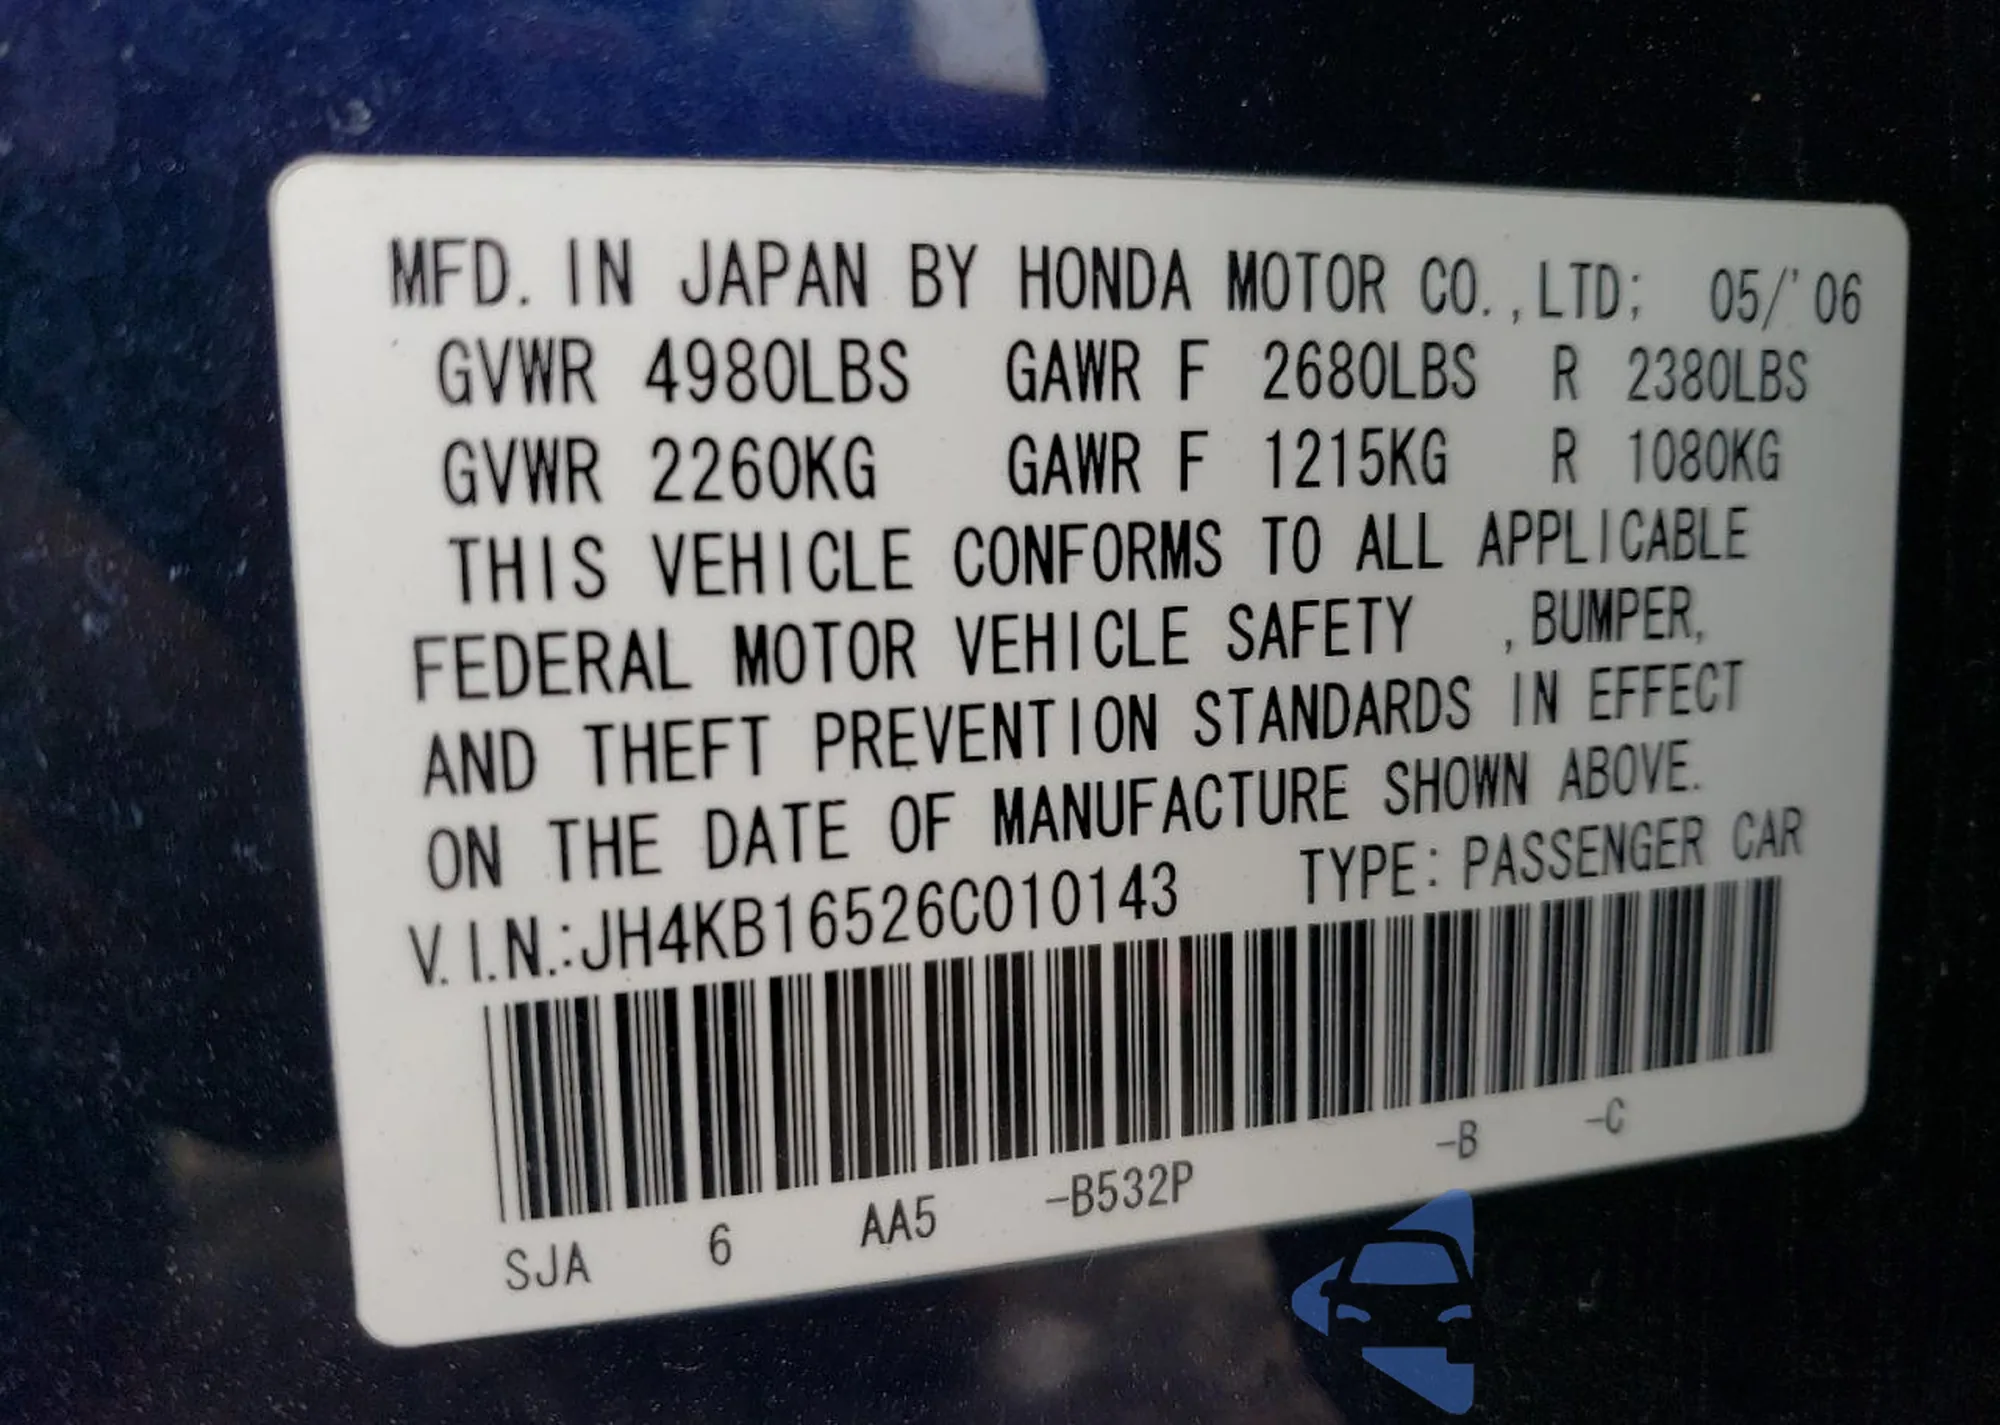 MFD. IN JAPAN BY HONDA MOTOR CO.,LTD; 05/'06
GVWR 4980LBS GAWR F 2680LBS R 2380LBS
GVWR 2260KG GAWR F 1215KG R 1080KG
THIS VEHICLE CONFORMS TO ALL APPLICABLE
FEDERAL MOTOR VEHICLE SAFETY ,BUMPER,
AND THEFT PREVENTION STANDARDS IN EFFECT
ON THE DATE OF MANUFACTURE SHOWN ABOVE.
V.I.N.:JH4KB16526C010143 TYPE:PASSENGER CAR
SJA 6 AA5 -B532P -B -C